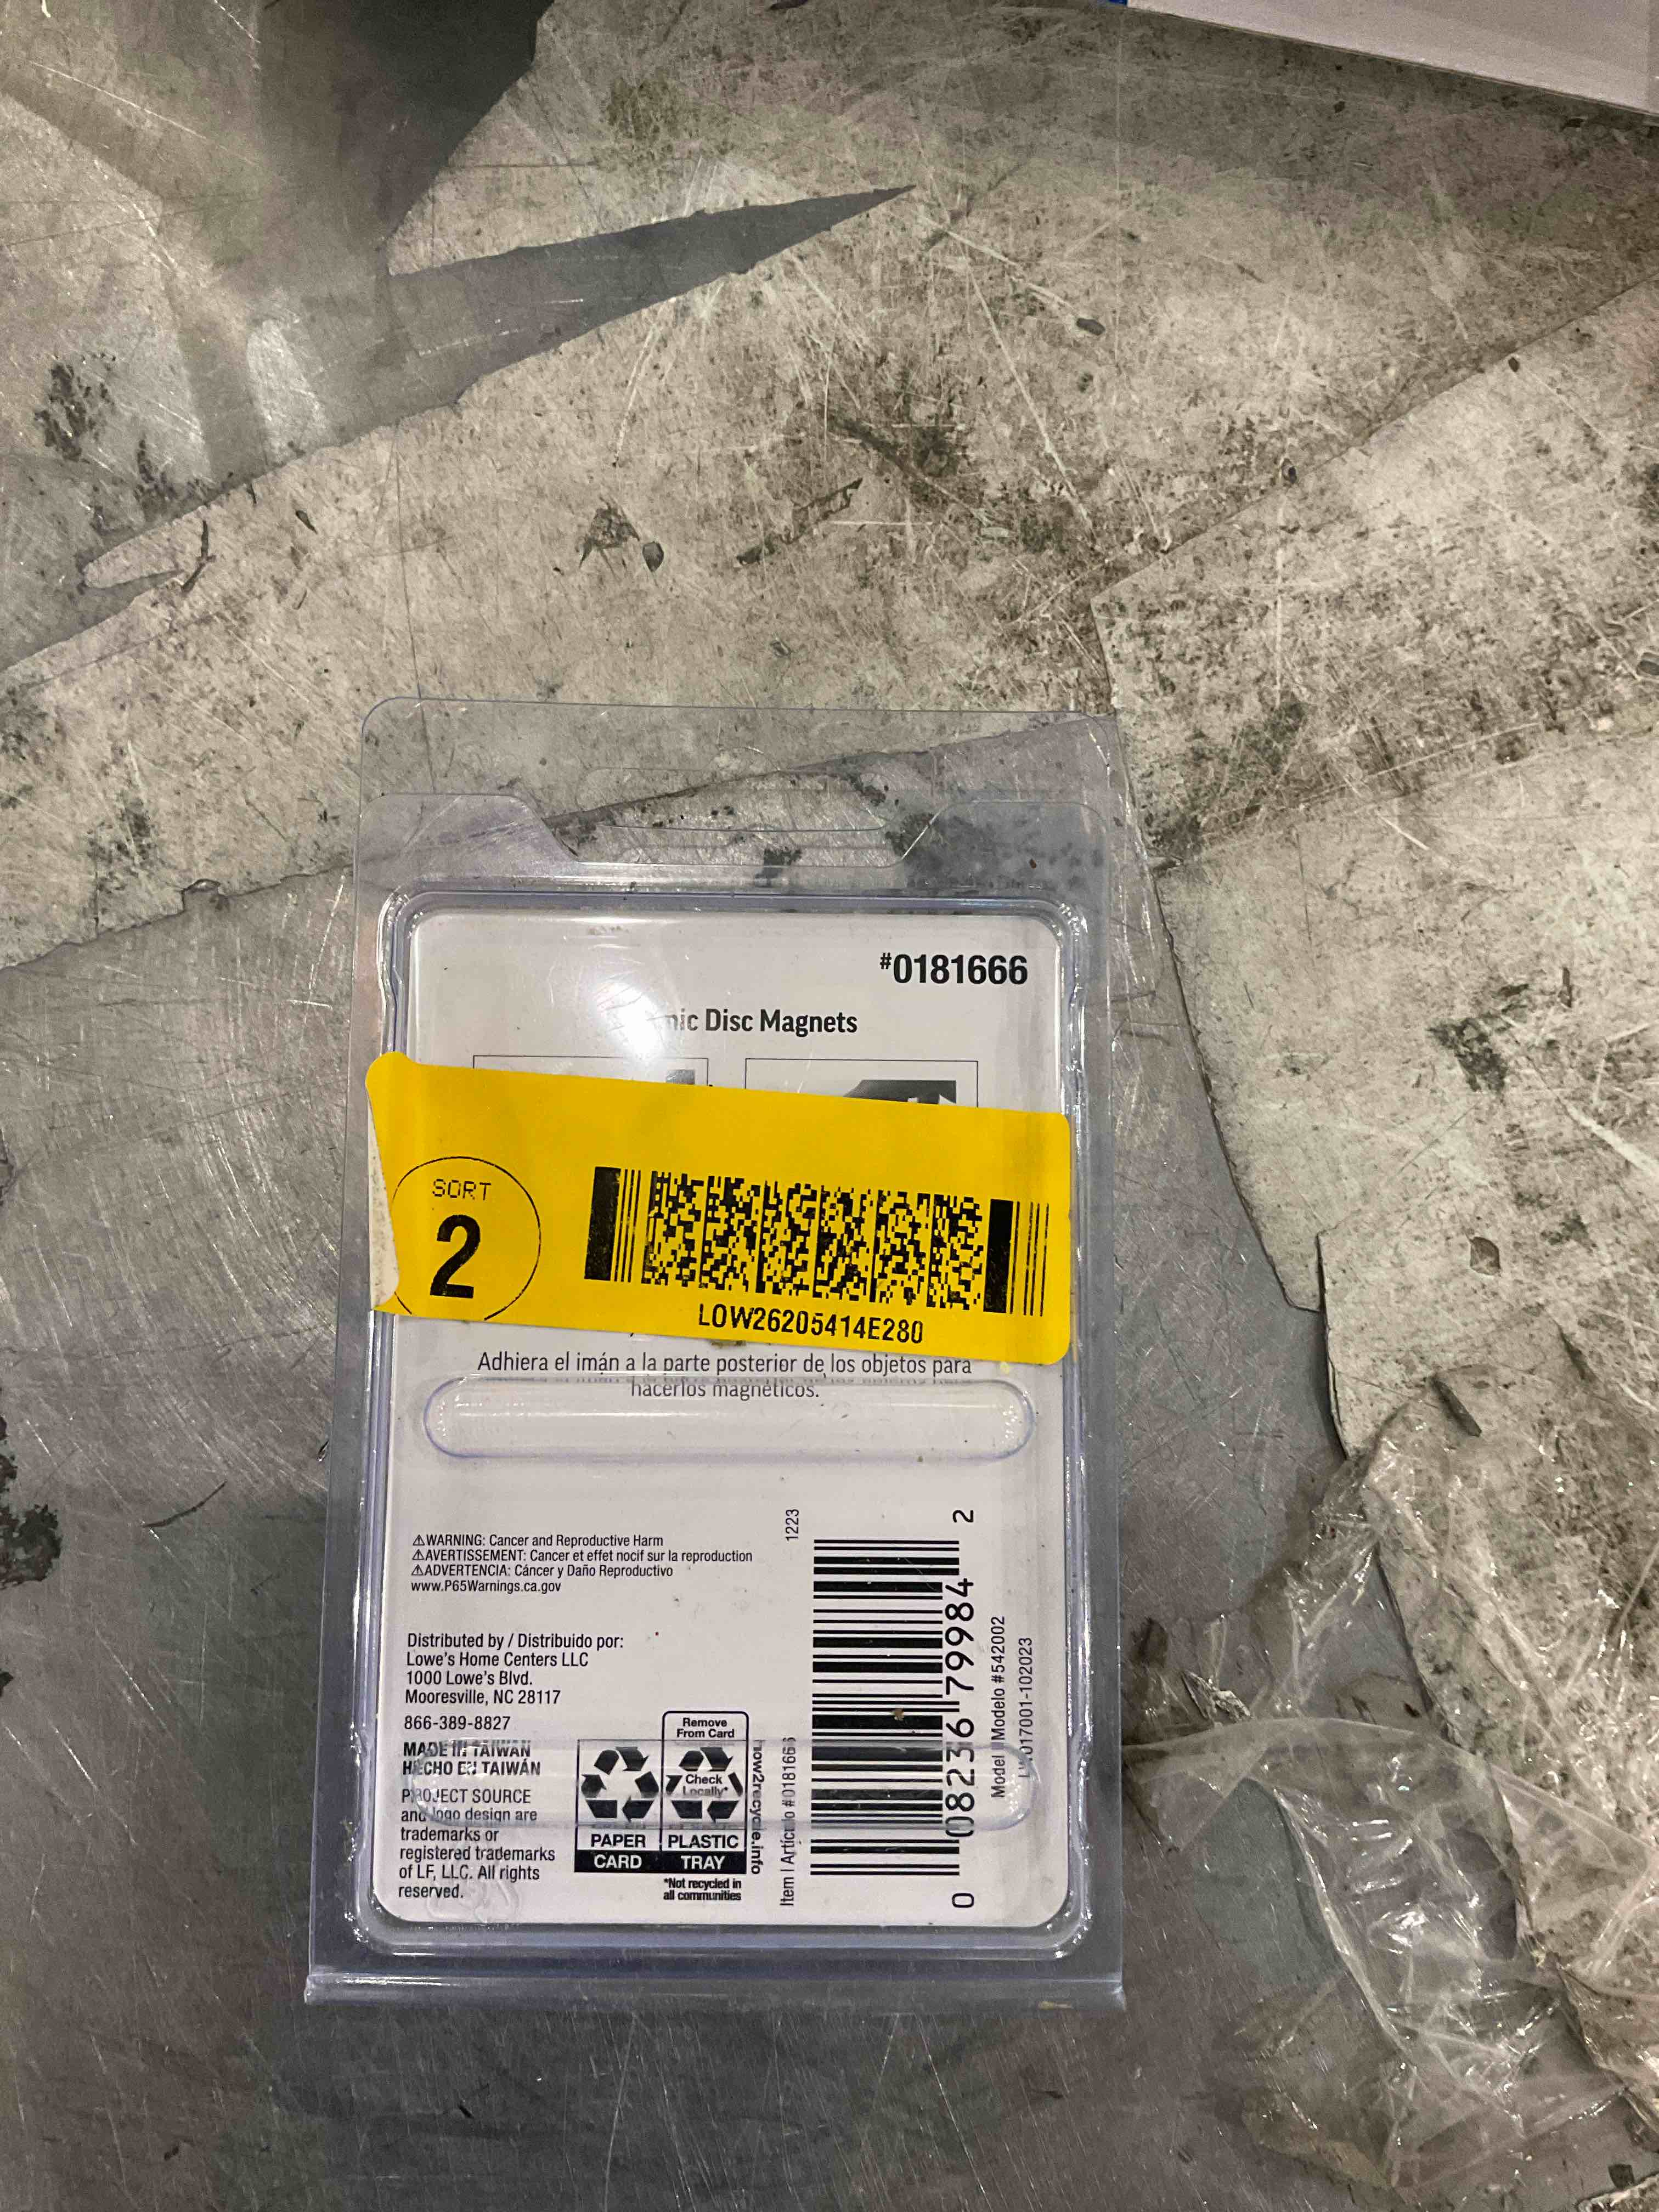 #0181666
Disc Magnets
SORT
2
LOW26205414E280
Adhiera el imán a la parte posterior de los objetos para
hacerlos magnéticos.
⚠WARNING: Cancer and Reproductive Harm
⚠AVERTISSEMENT: Cancer et effet nocif sur la reproduction
⚠ADVERTENCIA: Cáncer y Daño Reproductivo
www.P65Warnings.ca.gov
Distributed by / Distribuido por:
Lowe's Home Centers LLC
1000 Lowe's Blvd.
Mooresville, NC 28117
866-389-8827
MADE IN TAIWAN
HECHO EN TAIWÁN
PROJECT SOURCE
and logo design are
trademarks or
registered trademarks
of LF, LLC. All rights
reserved.
Remove
From Card
Check
Locally*
PAPER
CARD
PLASTIC
TRAY
*Not recycled in
all communities
how2recycle.info
1223
Item | Artículo #0181666
0 08236 79984 2
Model | Modelo #542002
017001-102023